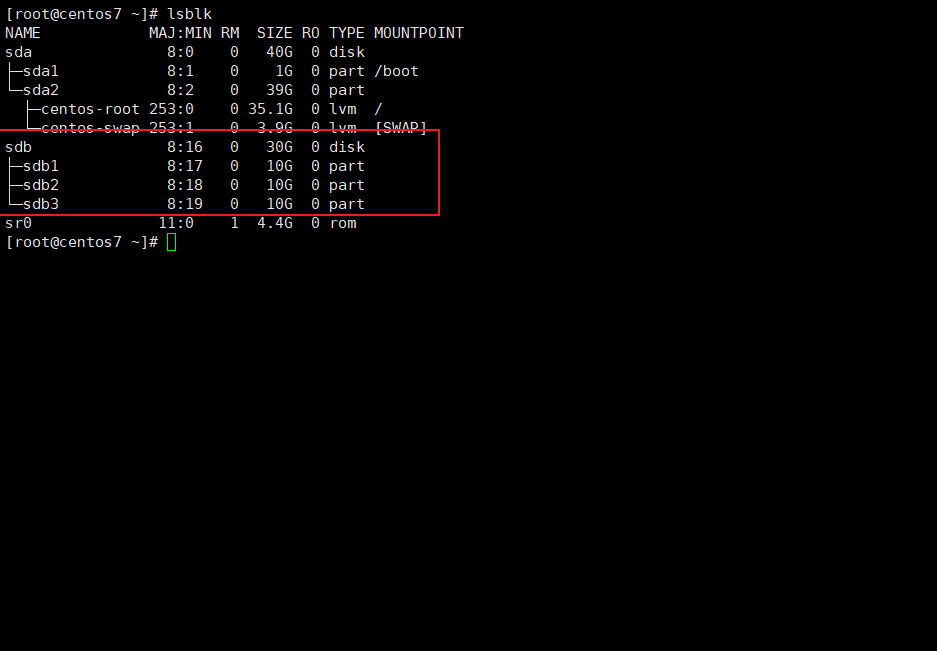 [root@centos7 ~]# lsblk
NAME            MAJ:MIN RM  SIZE RO TYPE MOUNTPOINT
sda               8:0    0   40G  0 disk
├─sda1            8:1    0    1G  0 part /boot
└─sda2            8:2    0   39G  0 part
  ├─centos-root 253:0    0 35.1G  0 lvm  /
  └─centos-swap 253:1    0  3.9G  0 lvm  [SWAP]
sdb               8:16   0   30G  0 disk
├─sdb1            8:17   0   10G  0 part
├─sdb2            8:18   0   10G  0 part
└─sdb3            8:19   0   10G  0 part
sr0              11:0    1  4.4G  0 rom
[root@centos7 ~]#